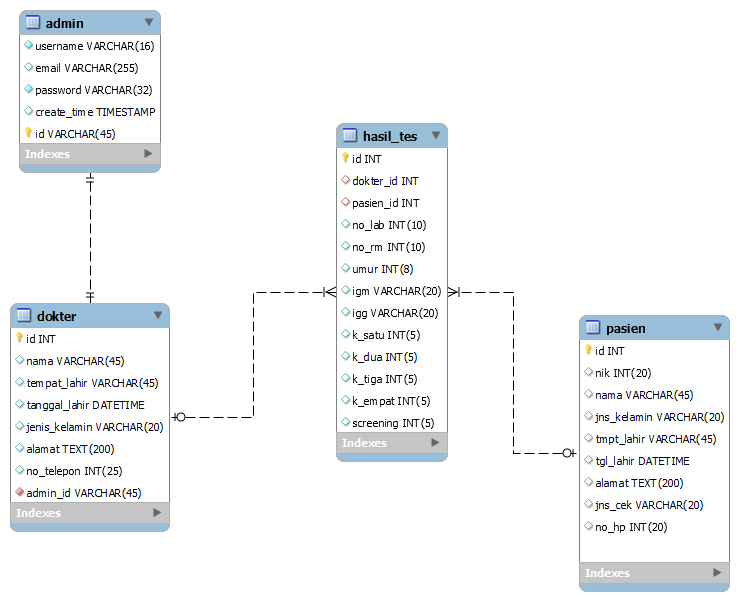 admin
username VARCHAR(16)
email VARCHAR(255)
password VARCHAR(32)
create_time TIMESTAMP
id VARCHAR(45)
Indexes
dokter
id INT
nama VARCHAR(45)
tempat_lahir VARCHAR(45)
tanggal_lahir DATETIME
jenis_kelamin VARCHAR(20)
alamat TEXT(200)
no_telepon INT(25)
admin_id VARCHAR(45)
Indexes
hasil_tes
id INT
dokter_id INT
pasien_id INT
no_lab INT(10)
no_rm INT(10)
umur INT(8)
igm VARCHAR(20)
igg VARCHAR(20)
k_satu INT(5)
k_dua INT(5)
k_tiga INT(5)
k_empat INT(5)
screening INT(5)
Indexes
pasien
id INT
nik INT(20)
nama VARCHAR(45)
jns_kelamin VARCHAR(20)
tmpt_lahir VARCHAR(45)
tgl_lahir DATETIME
alamat TEXT(200)
jns_cek VARCHAR(20)
no_hp INT(20)
Indexes